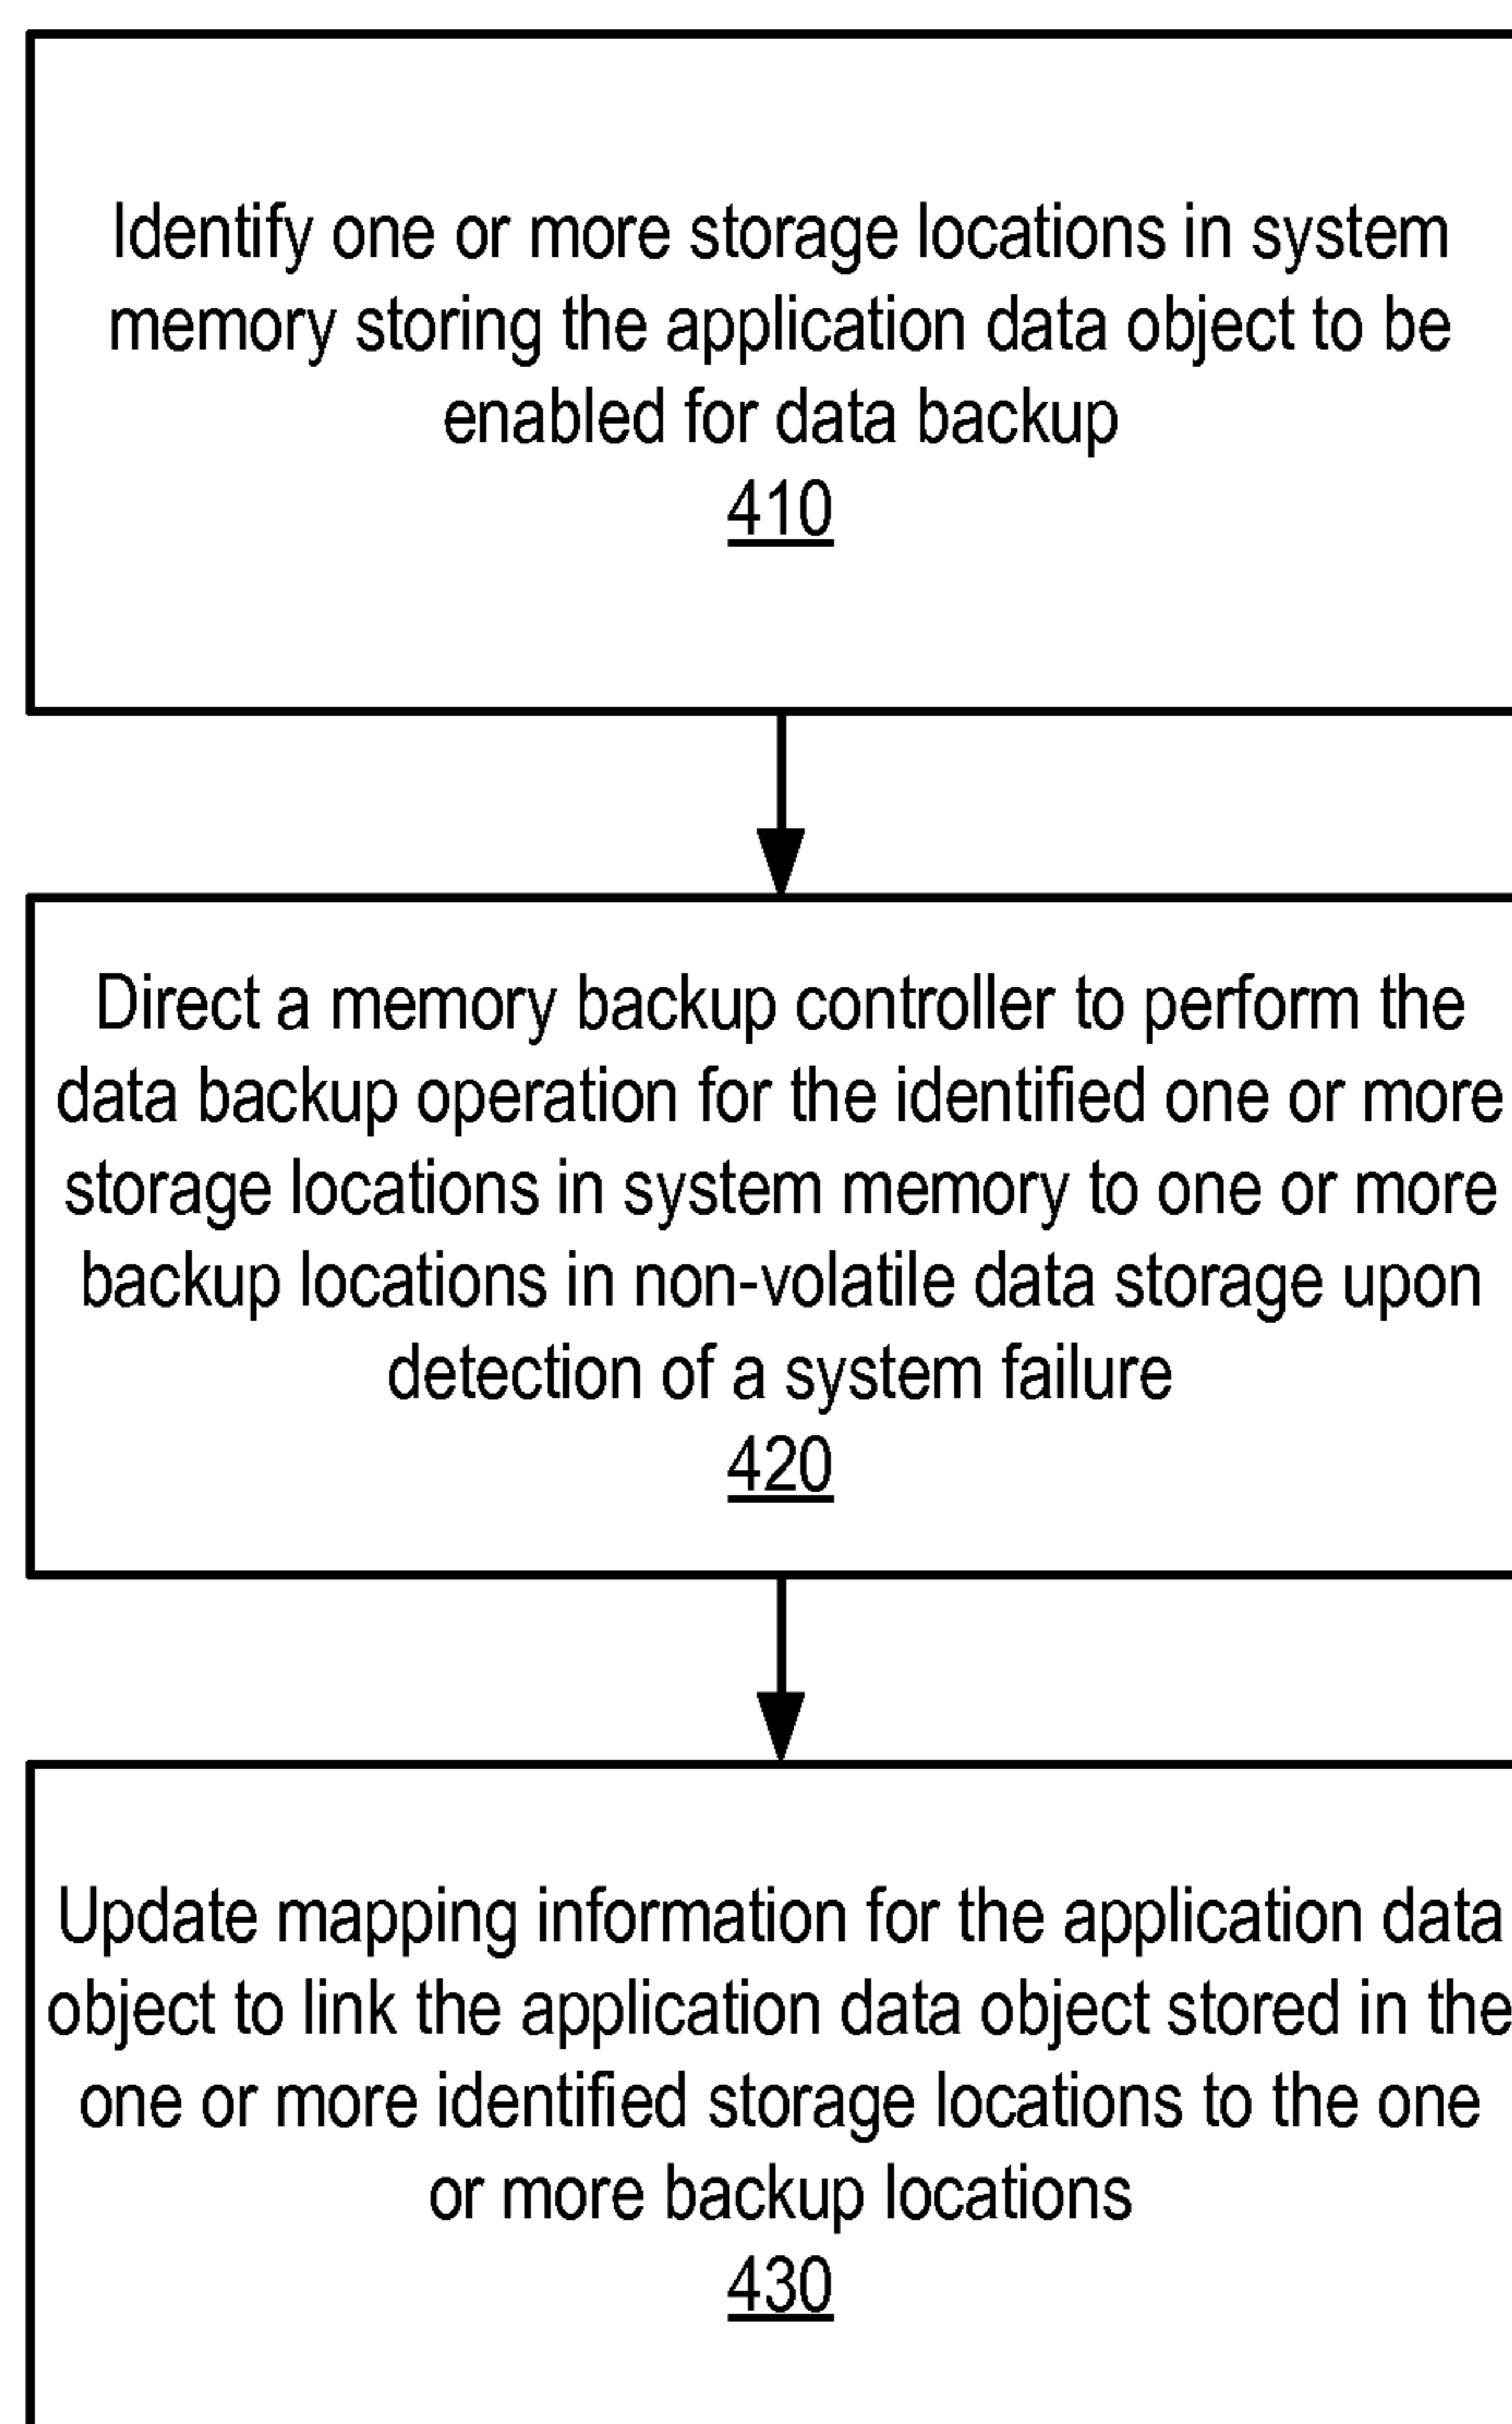 Identify one or more storage locations in system
memory storing the application data object to be
enabled for data backup
410
Direct a memory backup controller to perform the
data backup operation for the identified one or more
storage locations in system memory to one or more
backup locations in non-volatile data storage upon
detection of a system failure
420
Update mapping information for the application data
object to link the application data object stored in the
one or more identified storage locations to the one
or more backup locations
430